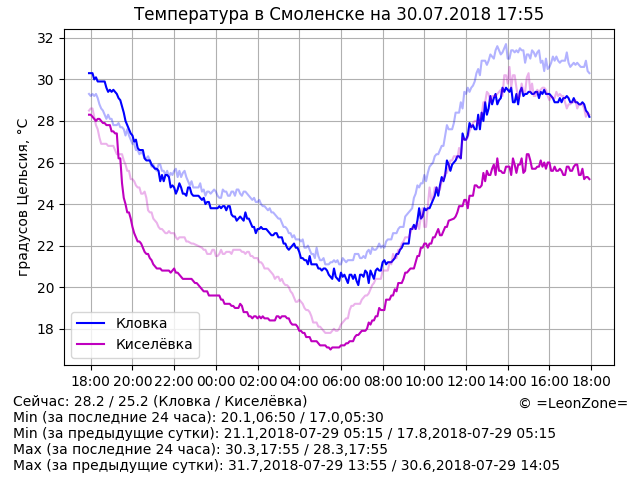 Температура в Смоленске на 30.07.2018 17:55
градусов Цельсия, °C
32
30
28
26
24
22
20
18
Кловка
Киселёвка
18:00 20:00 22:00 00:00 02:00 04:00 06:00 08:00 10:00 12:00 14:00 16:00 18:00
Сейчас: 28.2 / 25.2 (Кловка / Киселёвка)
© =LeonZone=
Min (за последние 24 часа): 20.1,06:50 / 17.0,05:30
Min (за предыдущие сутки): 21.1,2018-07-29 05:15 / 17.8,2018-07-29 05:15
Max (за последние 24 часа): 30.3,17:55 / 28.3,17:55
Max (за предыдущие сутки): 31.7,2018-07-29 13:55 / 30.6,2018-07-29 14:05